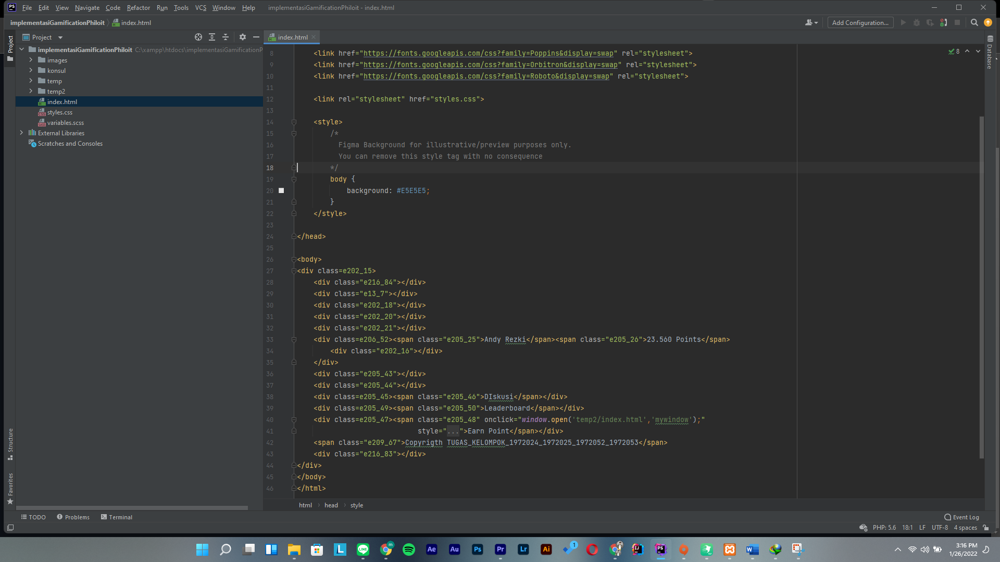 PS File Edit View Navigate Code Refactor Run Tools VCS Window Help implementasiGamificationPhiloit - index.html
implementasiGamificationPhiloit index.html Add Configuration...
Project index.html
Project
implementasiGamificationPhiloit C:\xampp\htdocs\implementasiGamificationP
images
konsul
temp
temp2
index.html
styles.css
variables.scss
External Libraries
Scratches and Consoles
8 <link href="https://fonts.googleapis.com/css?family=Poppins&display=swap" rel="stylesheet">
9 <link href="https://fonts.googleapis.com/css?family=Orbitron&display=swap" rel="stylesheet">
10 <link href="https://fonts.googleapis.com/css?family=Roboto&display=swap" rel="stylesheet">
11
12 <link rel="stylesheet" href="styles.css">
13
14 <style>
15 /*
16 Figma Background for illustrative/preview purposes only.
17 You can remove this style tag with no consequence
18 */
19 body {
20 background: #E5E5E5;
21 }
22 </style>
23
24 </head>
25
26 <body>
27 <div class=e202_15>
28 <div class="e216_84"></div>
29 <div class="e13_7"></div>
30 <div class="e202_18"></div>
31 <div class="e202_20"></div>
32 <div class="e202_21"></div>
33 <div class=e206_52><span class="e205_25">Andy Rezki</span><span class="e205_26">23.560 Points</span>
34 <div class="e202_16"></div>
35 </div>
36 <div class="e205_43"></div>
37 <div class="e205_44"></div>
38 <div class=e205_45><span class="e205_46">DIskusi</span></div>
39 <div class=e205_49><span class="e205_50">Leaderboard</span></div>
40 <div class=e205_47><span class="e205_48" onclick="window.open('temp2/index.html','mywindow');"
41 style="...">Earn Point</span></div>
42 <span class="e209_67">Copyrigth TUGAS_KELOMPOK_1972024_1972025_1972052_1972053</span>
43 <div class="e216_83"></div>
44 </div>
45 </body>
46 </html>
8
Database
Structure
Favorites
html head style
TODO Problems Terminal Event Log
PHP: 5.6 18:1 LF UTF-8 4 spaces
L LINE m Ae Au Ps Pr Lr Ai 1 IJ PS W
3:16 PM
1/26/2022